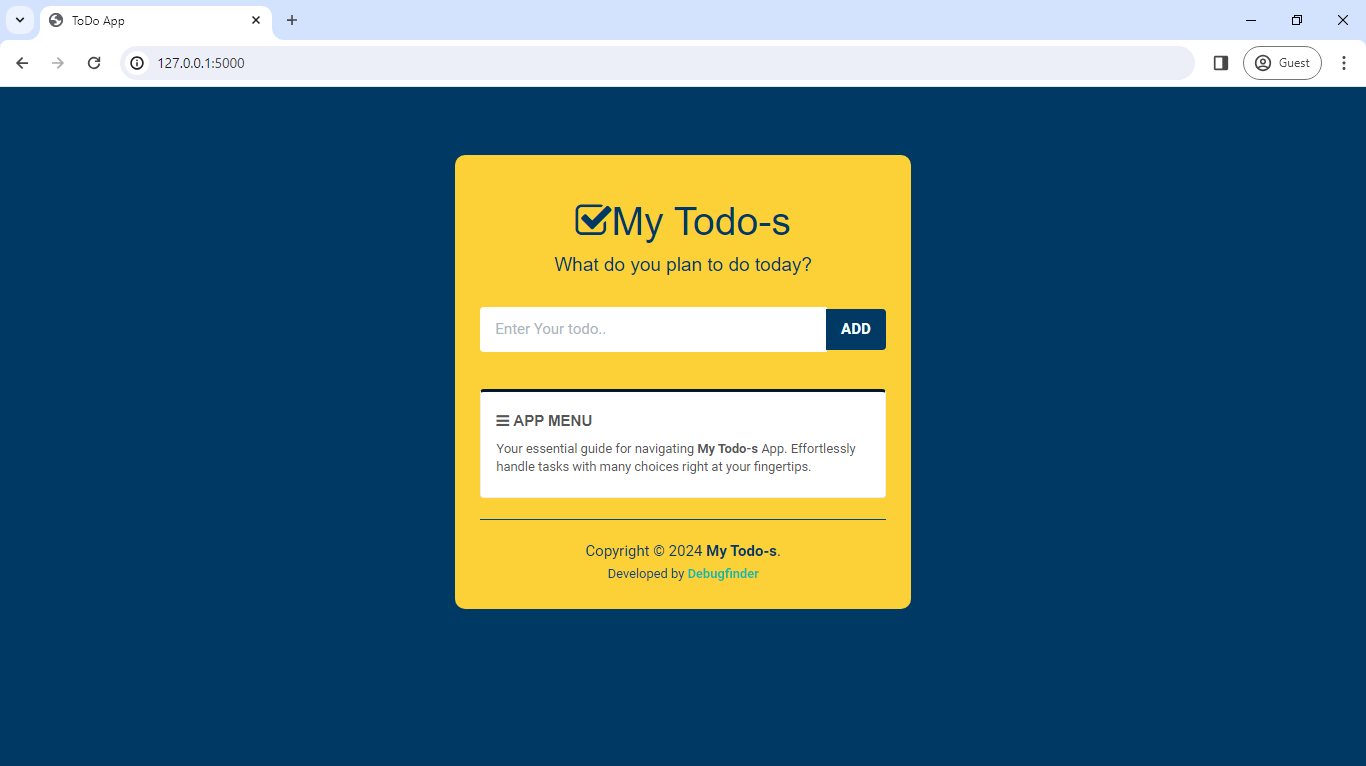 ToDo App
127.0.0.1:5000
Guest
My Todo-s
What do you plan to do today?
Enter Your todo..
ADD
APP MENU
Your essential guide for navigating My Todo-s App. Effortlessly
handle tasks with many choices right at your fingertips.
Copyright © 2024 My Todo-s.
Developed by Debugfinder